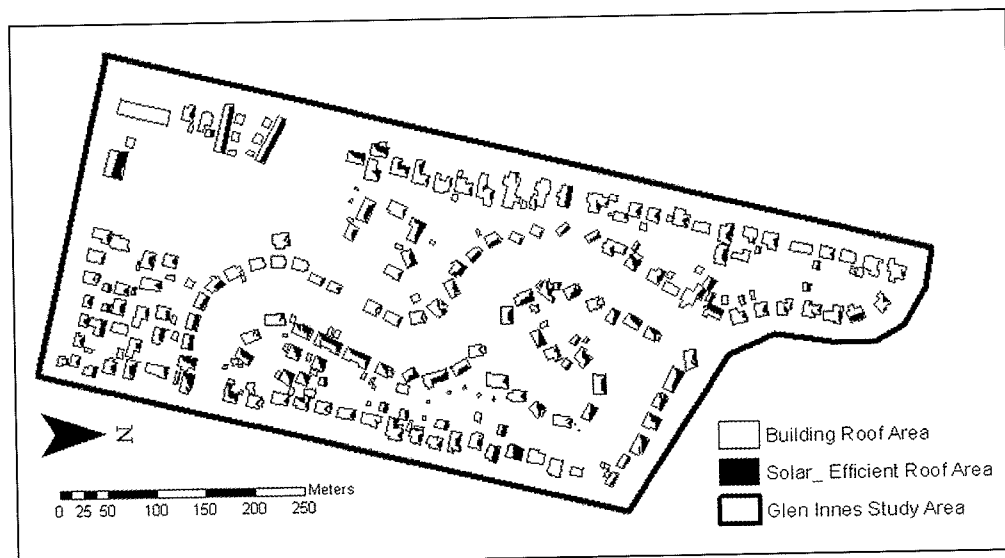 N
Meters
0 25 50 100 150 200 250
Building Roof Area
Solar_ Efficient Roof Area
Glen Innes Study Area